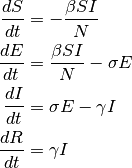 dS/dt = −βSI/N
dE/dt = βSI/N − σE
dI/dt = σE − γI
dR/dt = γI